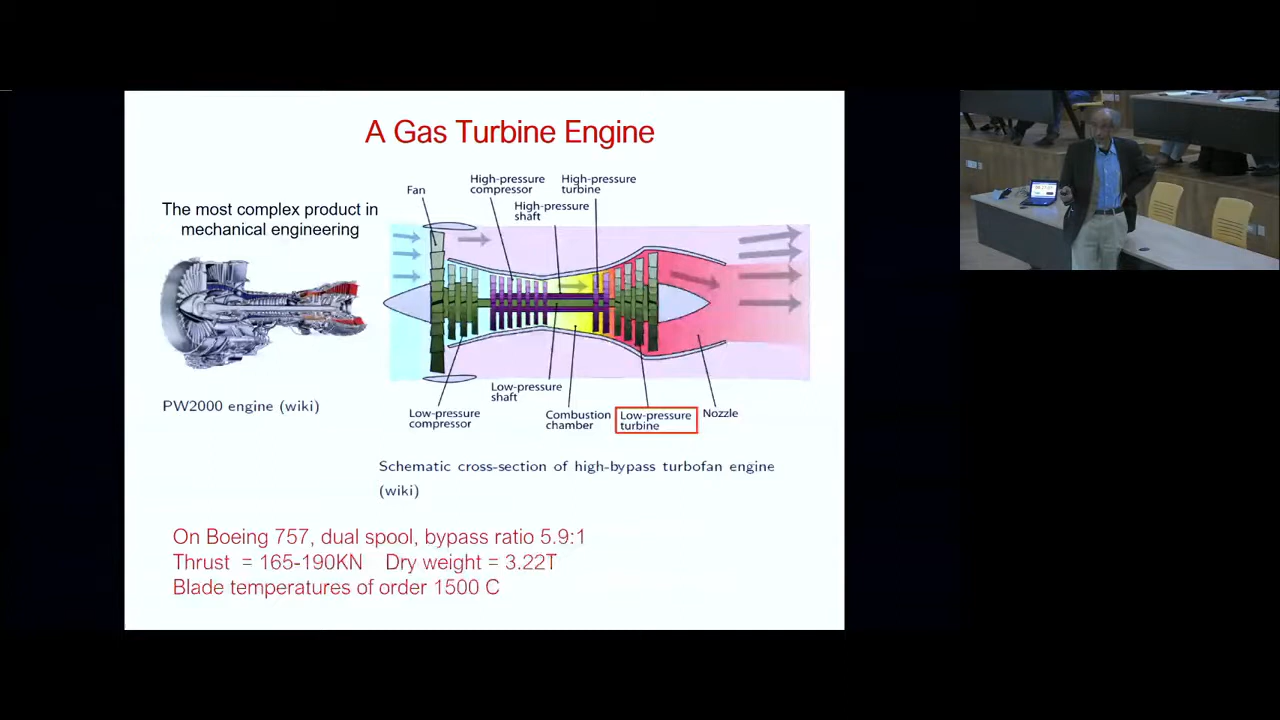 A Gas Turbine Engine
The most complex product in
mechanical engineering
Fan
High-pressure
compressor
High-pressure
turbine
High-pressure
shaft
Low-pressure
shaft
Low-pressure
compressor
Combustion
chamber
Low-pressure
turbine
Nozzle
PW2000 engine (wiki)
Schematic cross-section of high-bypass turbofan engine
(wiki)
On Boeing 757, dual spool, bypass ratio 5.9:1
Thrust = 165-190KN Dry weight = 3.22T
Blade temperatures of order 1500 C